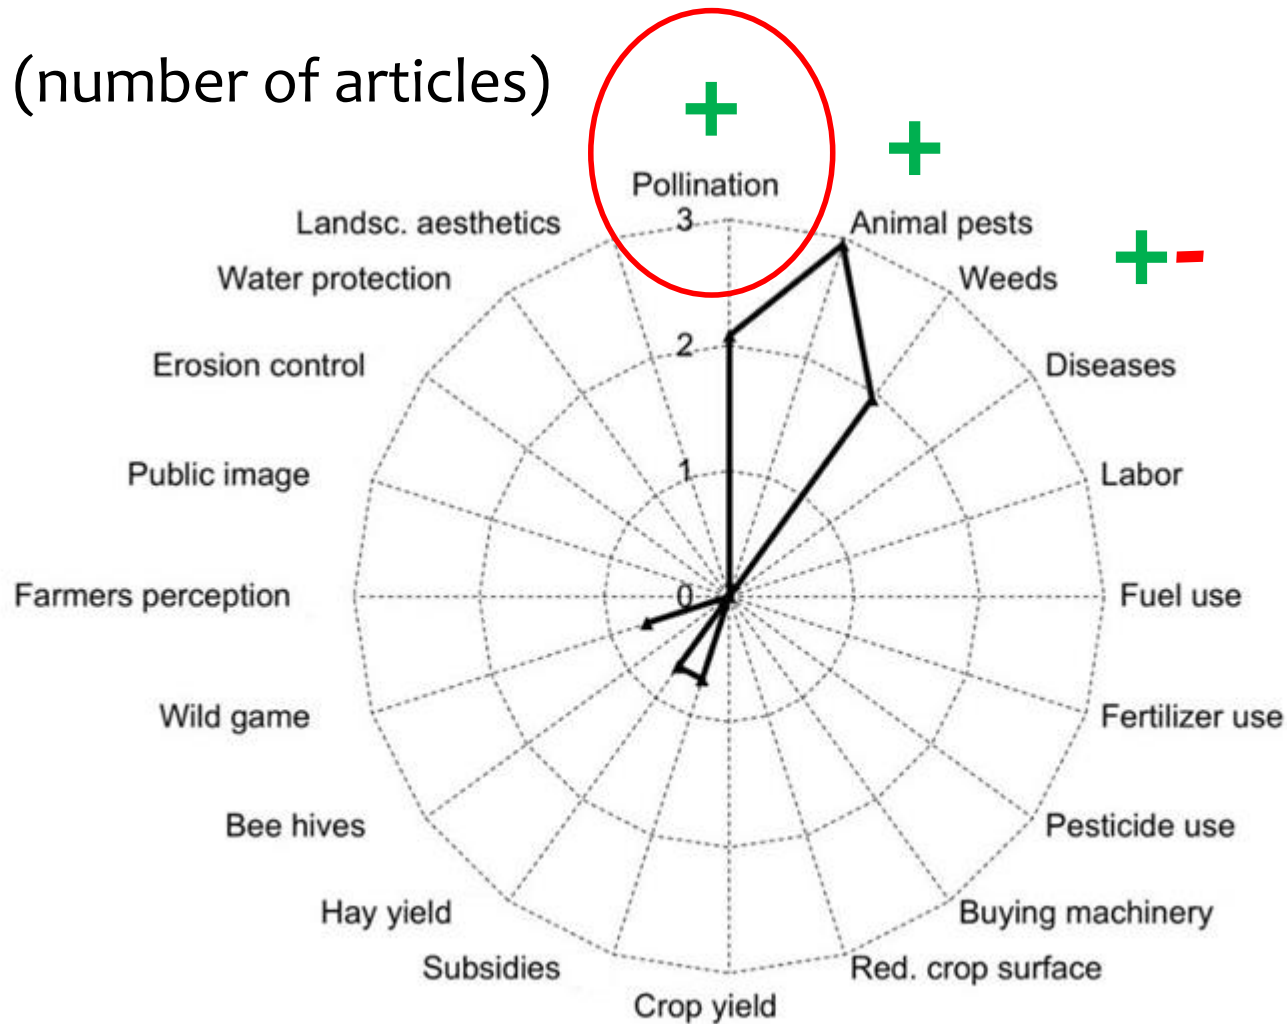 (number of articles)
+
+
Pollination
3
Landsc. aesthetics
Animal pests
+-
Water protection
Weeds
2
Erosion control
Diseases
1
Public image
Labor
0
Farmers perception
Fuel use
Wild game
Fertilizer use
Bee hives
Pesticide use
Hay yield
Buying machinery
Subsidies
Red. crop surface
Crop yield